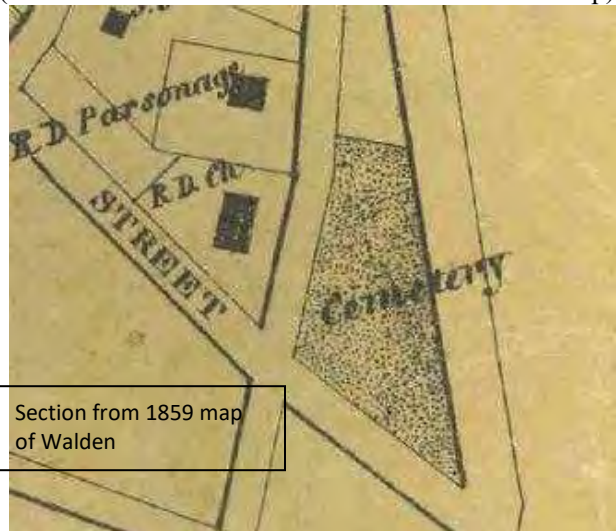 R D Parsonage
R D. Ch
STREET
Cemetery
Section from 1859 map
of Walden